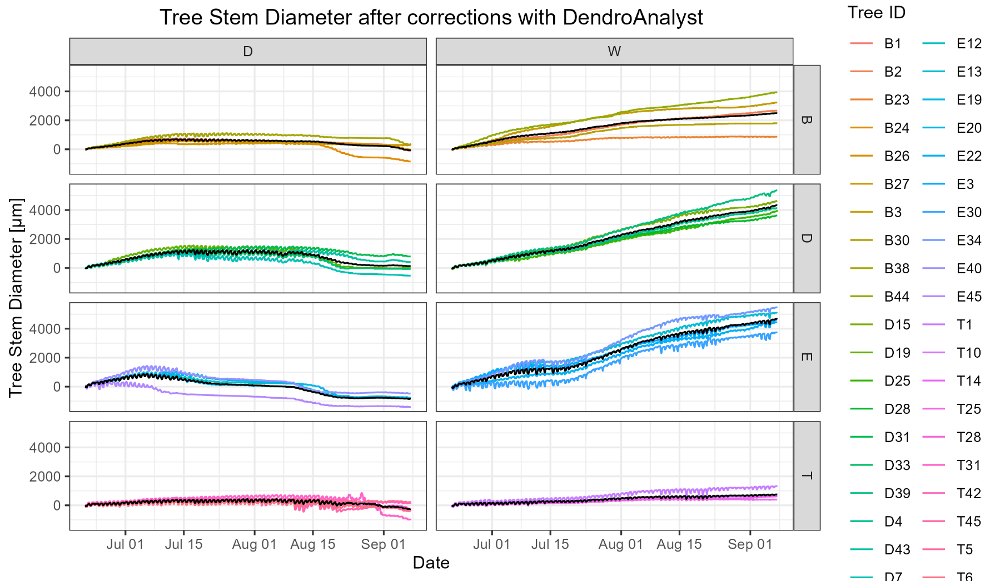 Tree Stem Diameter after corrections with DendroAnalyst
Tree ID
D
W
B1
E12
B2
E13
B23
E19
B24
E20
B26
E22
B27
E3
B3
E30
B30
E34
B38
E40
B44
E45
D15
T1
D19
T10
D25
T14
D28
T25
D31
T28
D33
T31
D39
T42
D4
T45
D43
T5
D7
T6
Tree Stem Diameter [µm]
4000
2000
0
B
4000
2000
0
D
4000
2000
0
E
4000
2000
0
T
Jul 01 Jul 15 Aug 01 Aug 15 Sep 01
Jul 01 Jul 15 Aug 01 Aug 15 Sep 01
Date